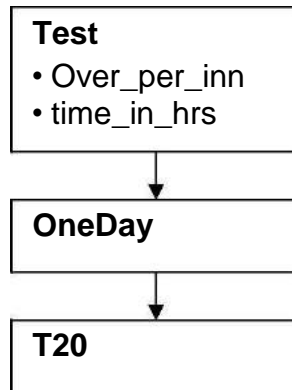 Test
• Over_per_inn
• time_in_hrs
OneDay
T20